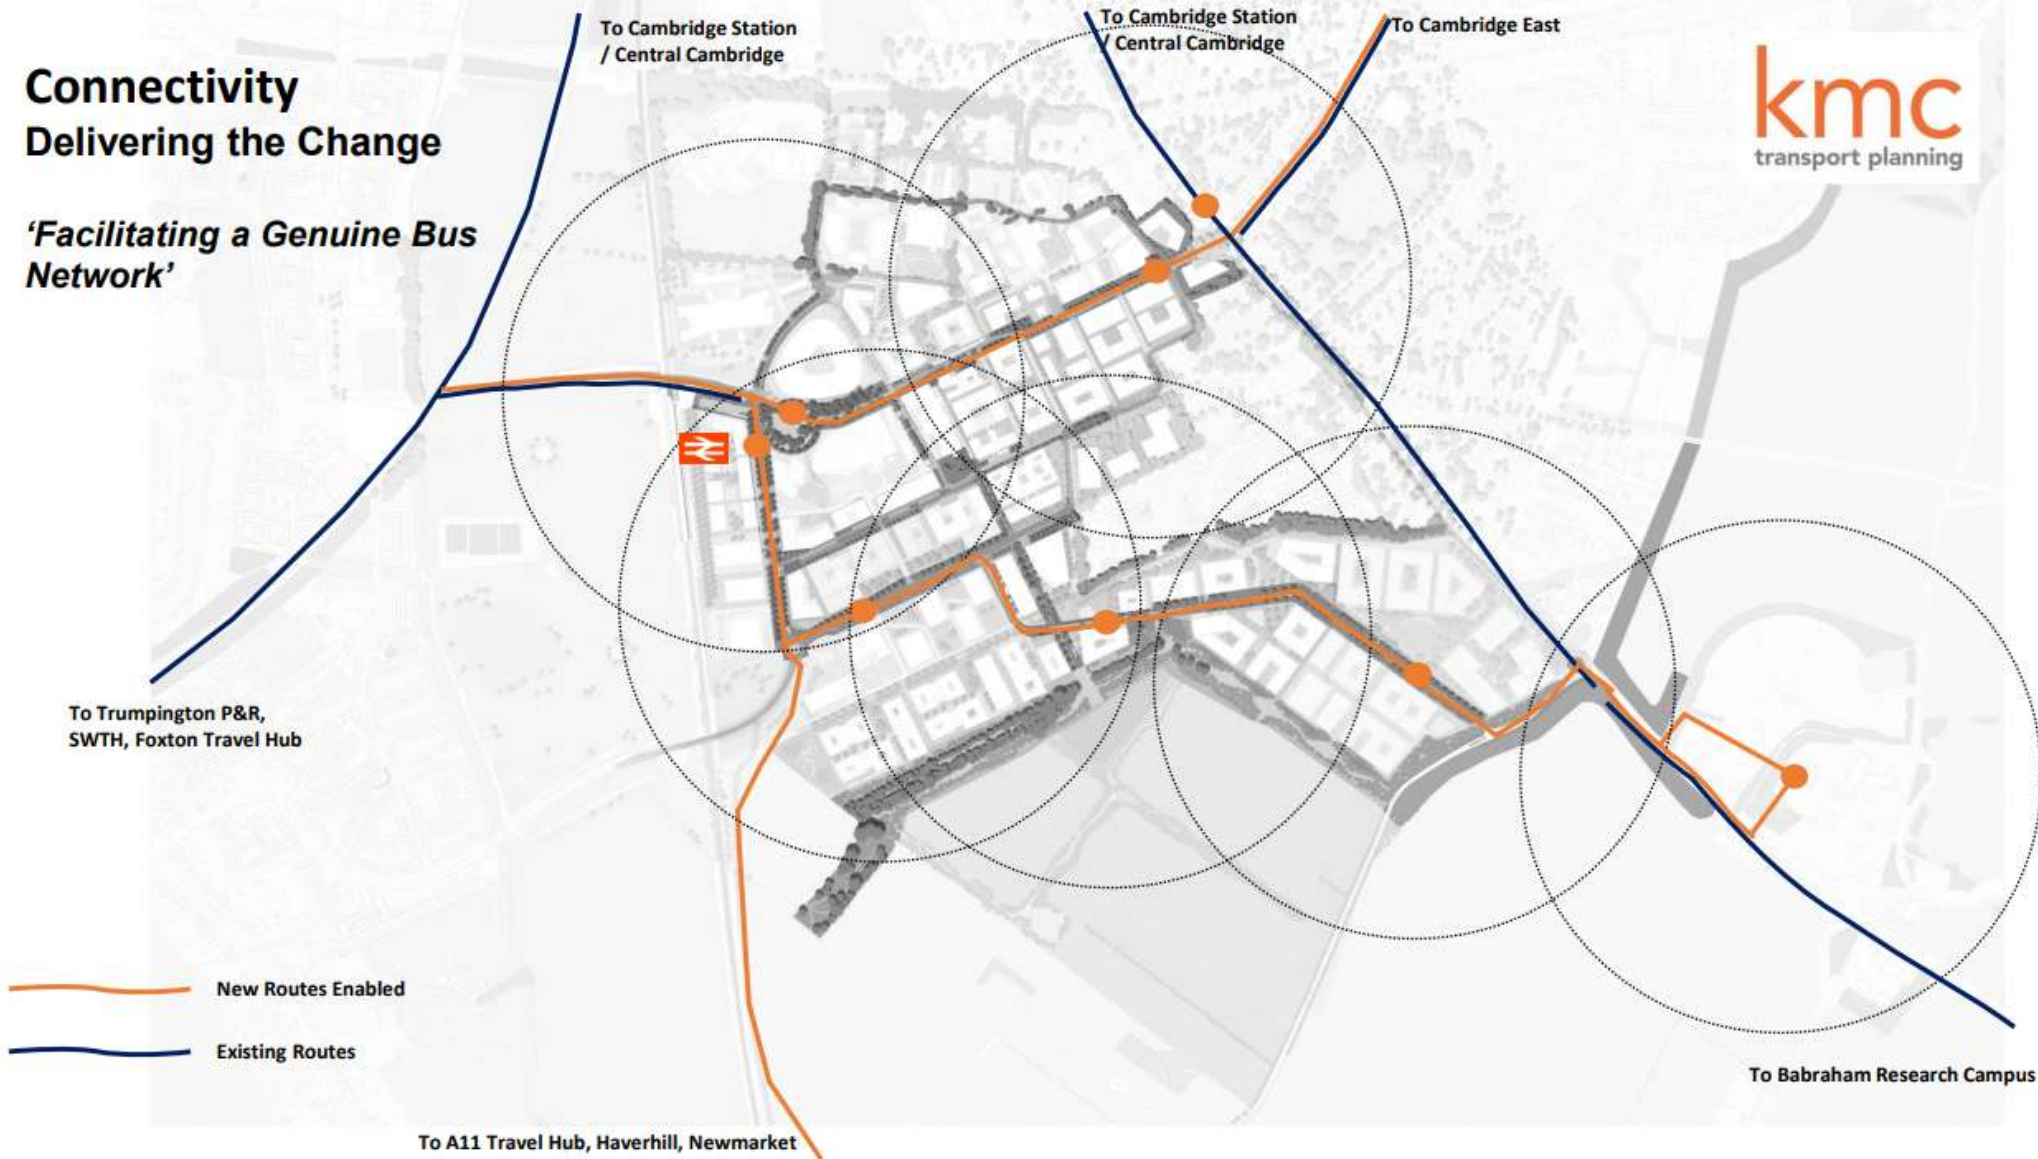 Connectivity
Delivering the Change
‘Facilitating a Genuine Bus
Network’
To Cambridge Station
/ Central Cambridge
To Cambridge Station
/ Central Cambridge
To Cambridge East
kmc
transport planning
To Trumpington P&R,
SWTH, Foxton Travel Hub
New Routes Enabled
Existing Routes
To Babraham Research Campus
To A11 Travel Hub, Haverhill, Newmarket